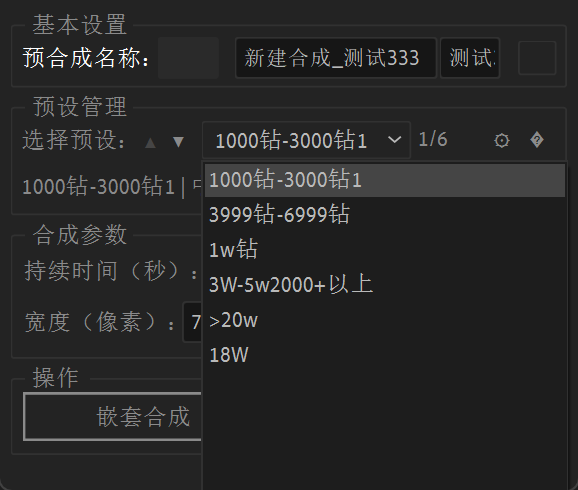 基本设置
预合成名称: 新建合成_测试333 测试
预设管理
选择预设: ▲ ▼ 1000钻-3000钻1 1/6
1000钻-3000钻1 |
1000钻-3000钻1
3999钻-6999钻
1w钻
3W-5w2000+以上
>20w
18W
合成参数
持续时间（秒）:
宽度（像素）: 7
操作
嵌套合成